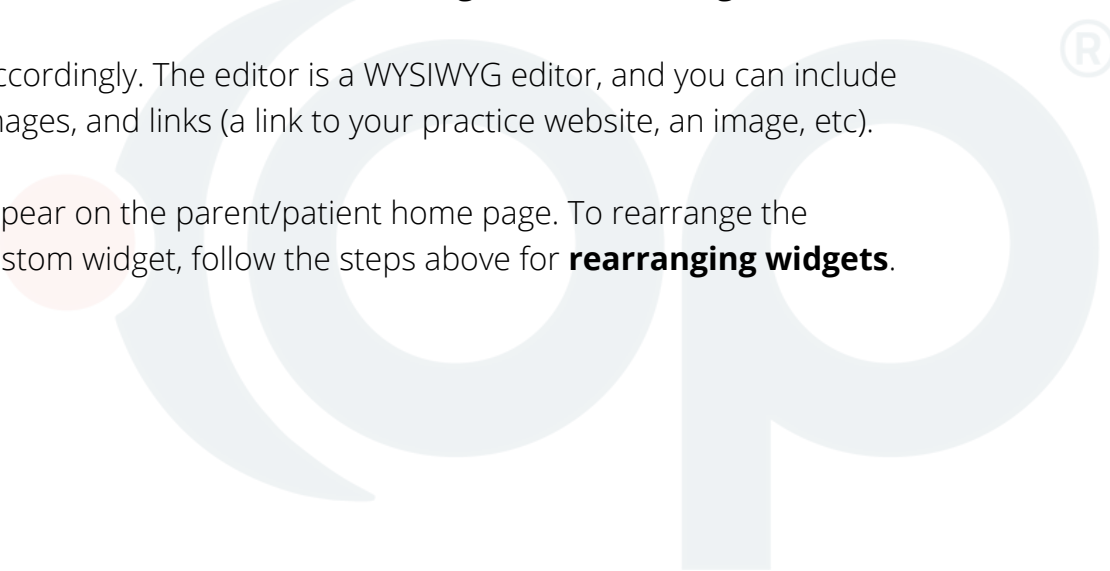 ®
ccordingly. The editor is a WYSIWYG editor, and you can include
nages, and links (a link to your practice website, an image, etc).
pear on the parent/patient home page. To rearrange the
stom widget, follow the steps above for rearranging widgets.
op